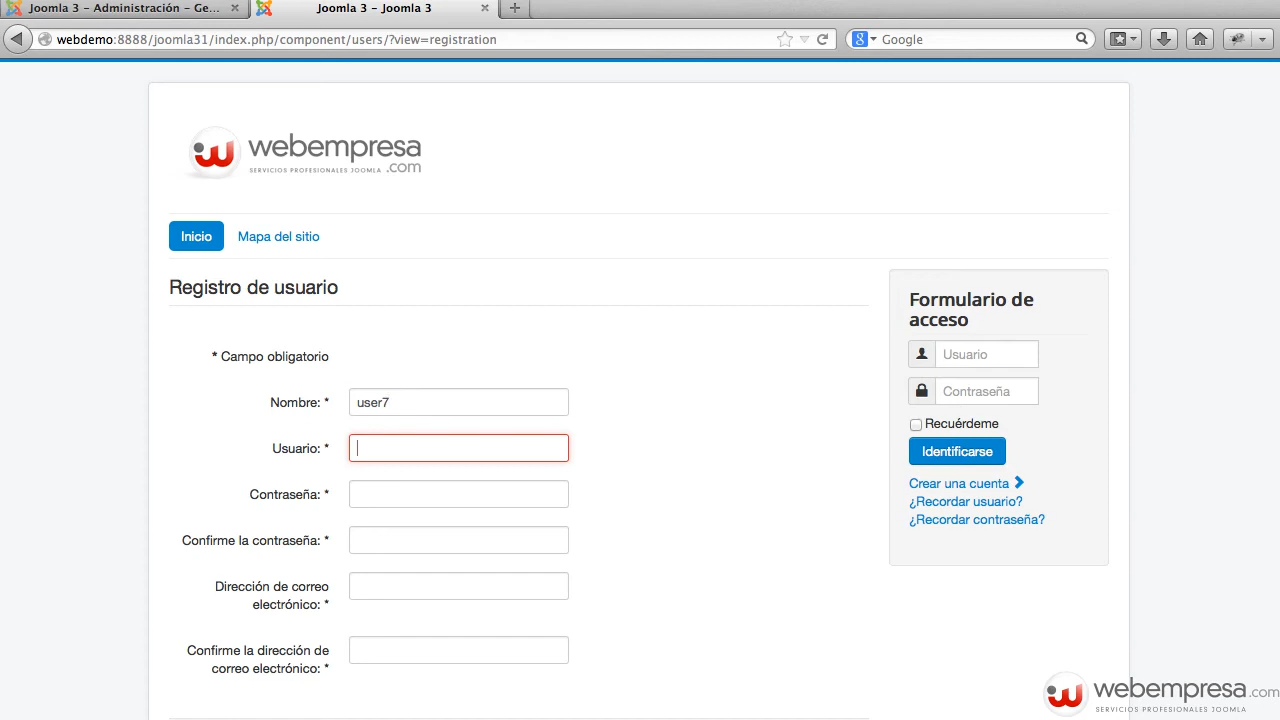 Joomla 3 – Administración – Ge...
Joomla 3 – Joomla 3
webdemo:8888/joomla31/index.php/component/users/?view=registration
Google
webempresa
SERVICIOS PROFESIONALES JOOMLA .com
Inicio
Mapa del sitio
Registro de usuario
* Campo obligatorio
Nombre: *
user7
Usuario: *
Contraseña: *
Confirme la contraseña: *
Dirección de correo
electrónico: *
Confirme la dirección de
correo electrónico: *
Formulario de
acceso
Usuario
Contraseña
Recuérdeme
Identificarse
Crear una cuenta
¿Recordar usuario?
¿Recordar contraseña?
webempresa.com
SERVICIOS PROFESIONALES JOOMLA